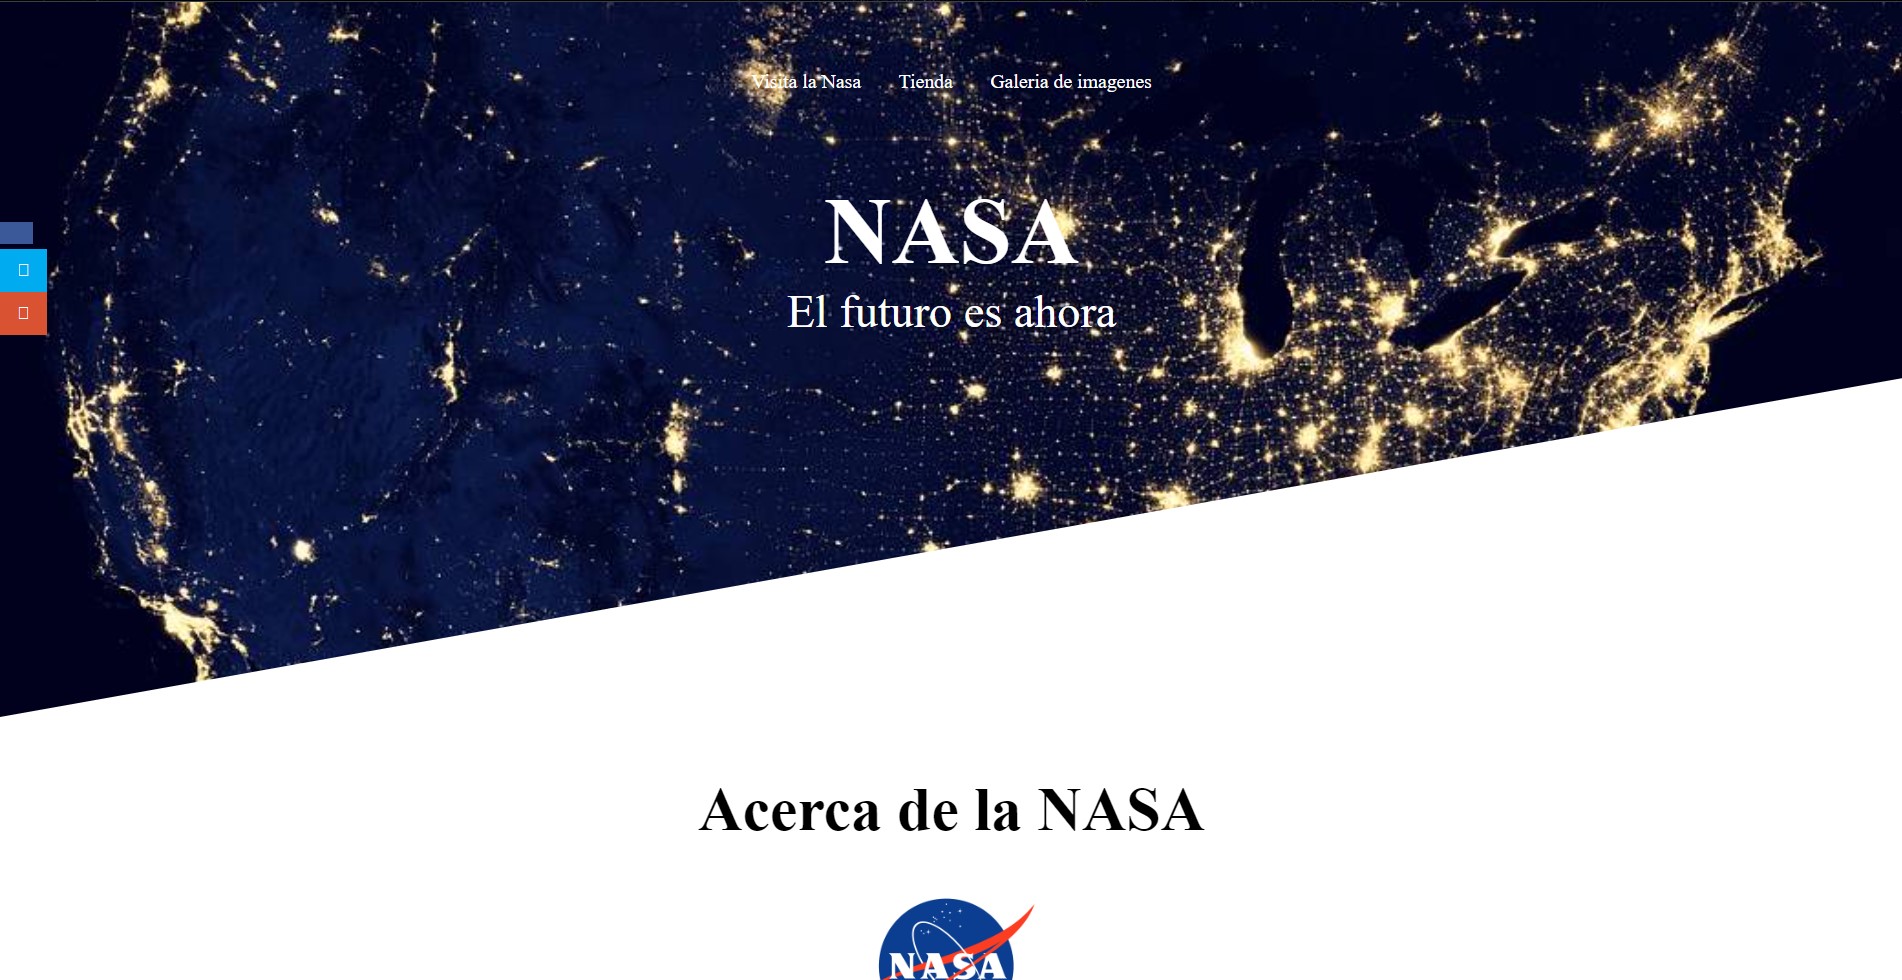 Visita la Nasa Tienda Galeria de imagenes
NASA
El futuro es ahora
Acerca de la NASA
NASA